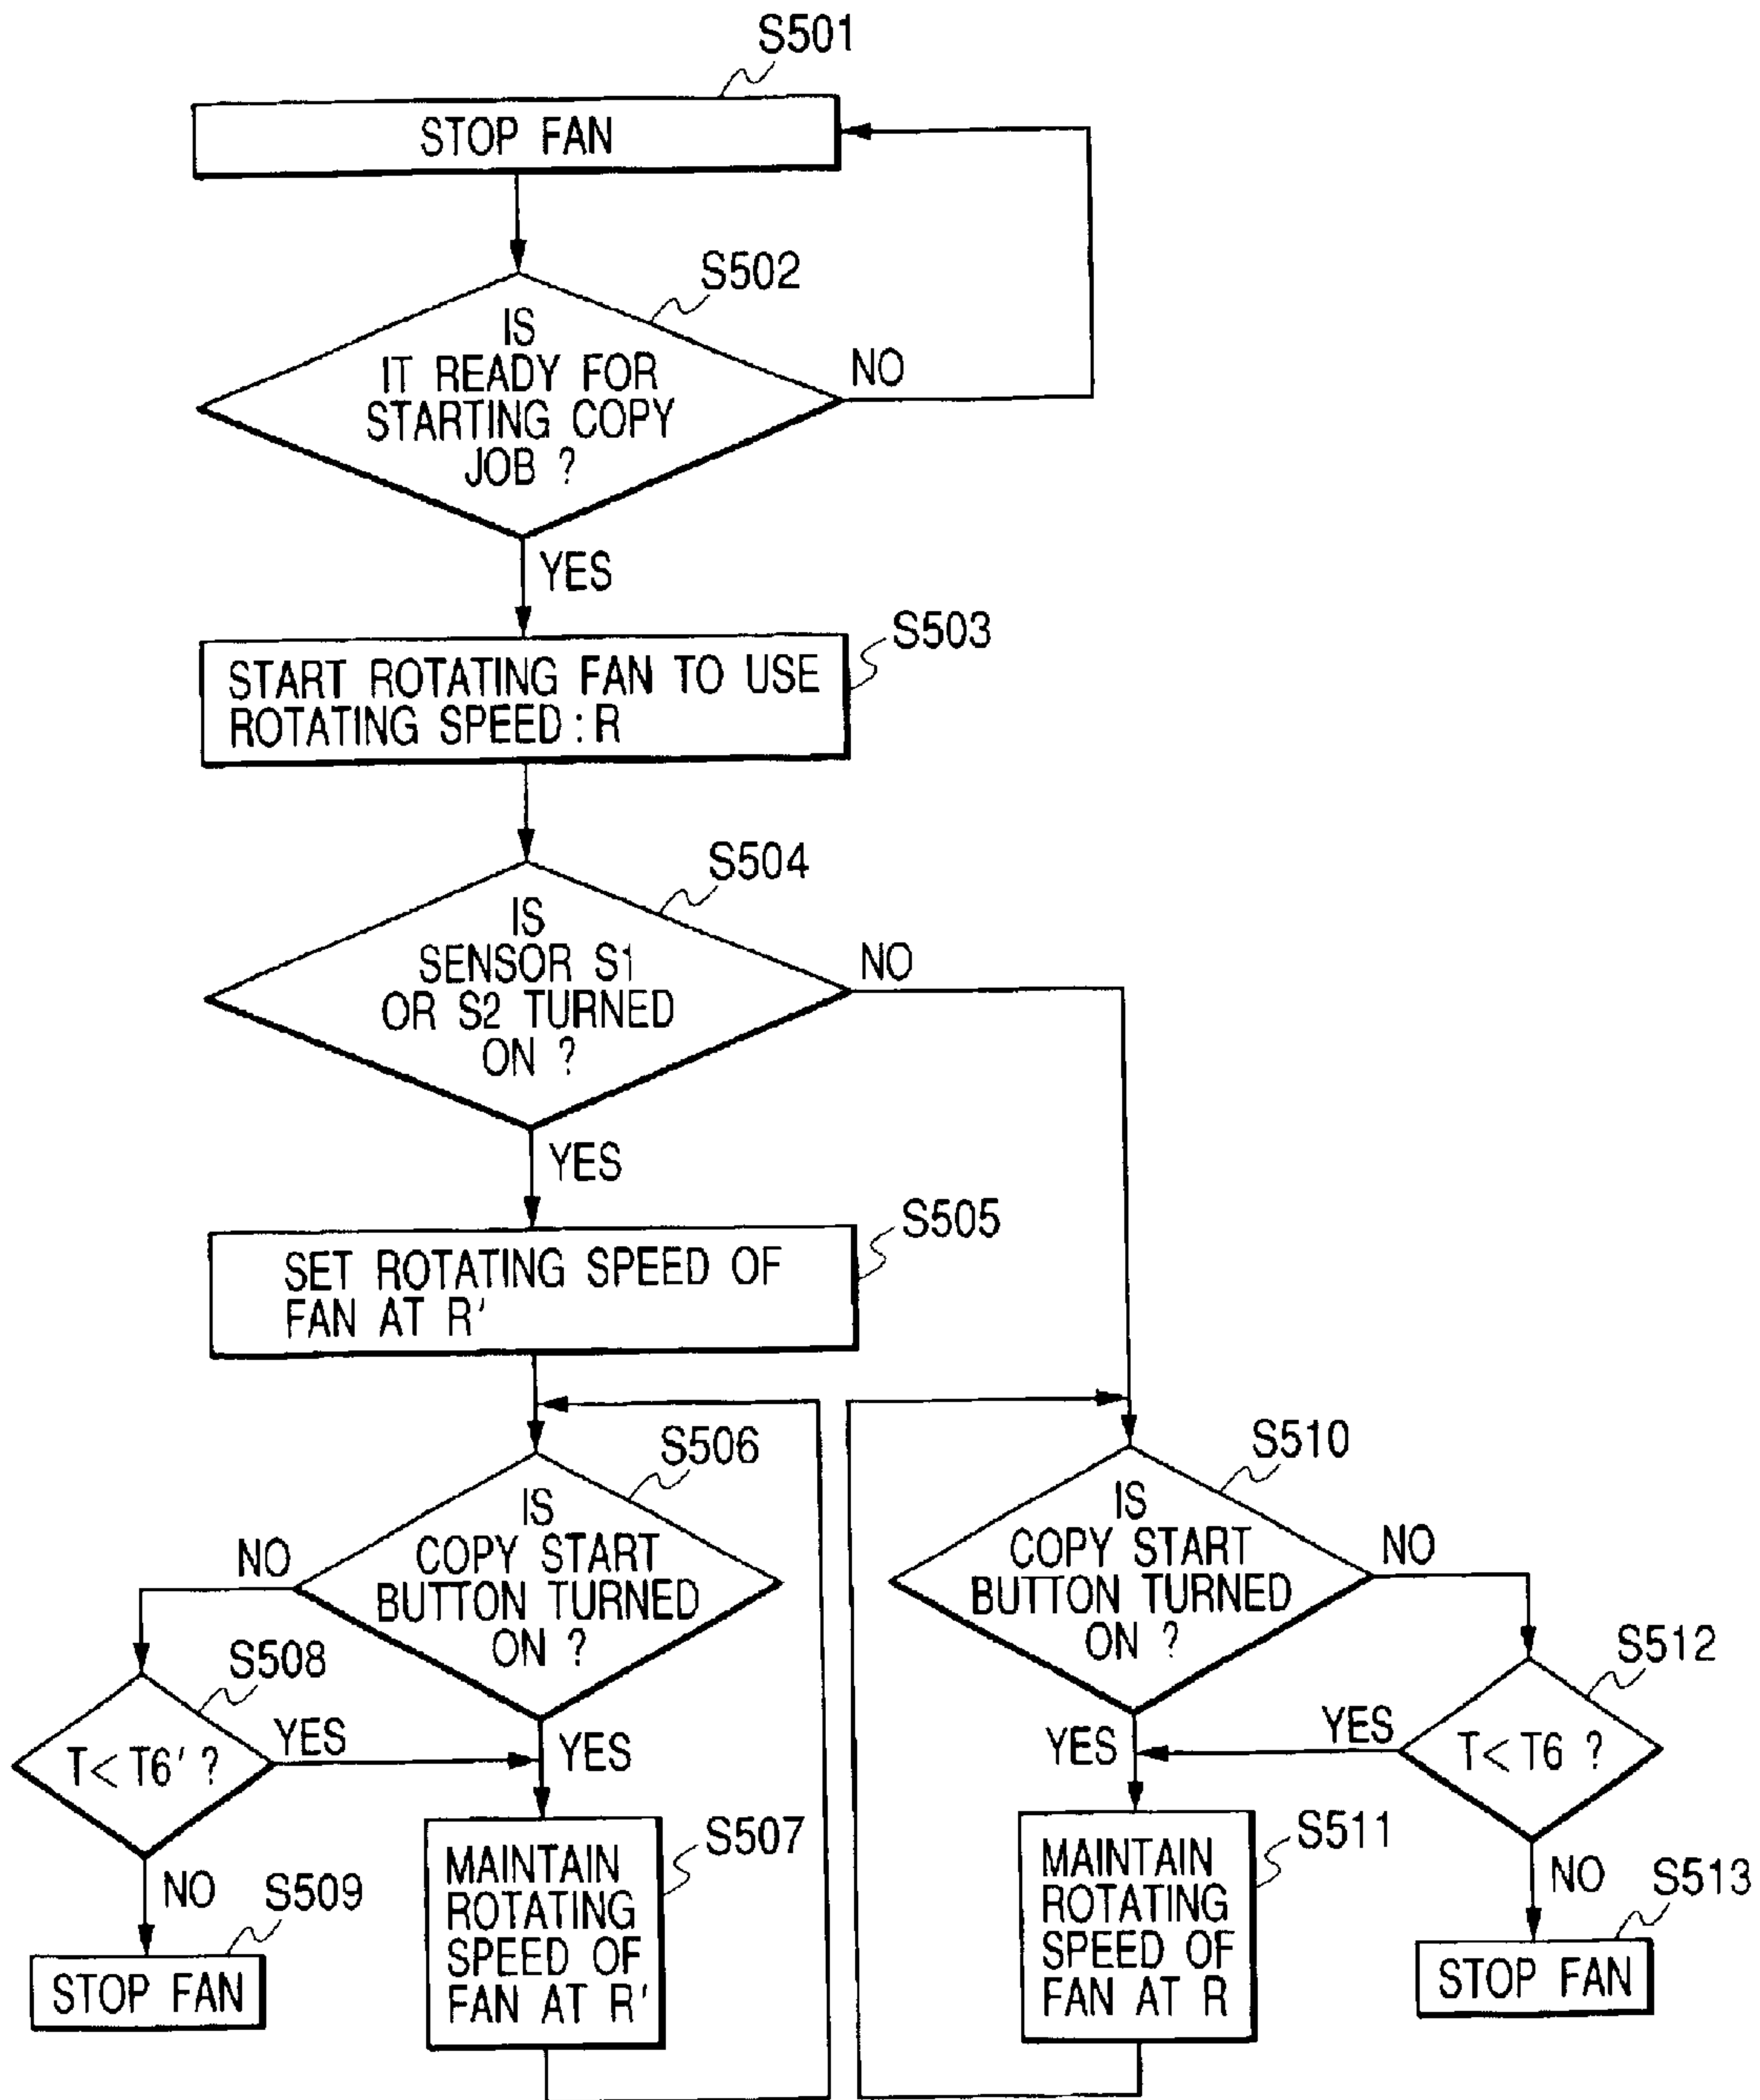 S501
STOP FAN
S502
IS
IT READY FOR
STARTING COPY
JOB ?
NO
YES
S503
START ROTATING FAN TO USE
ROTATING SPEED : R
S504
IS
SENSOR S1
OR S2 TURNED
ON ?
NO
YES
S505
SET ROTATING SPEED OF
FAN AT R'
S506
IS
COPY START
BUTTON TURNED
ON ?
NO
YES
S508
T < T6' ?
YES
NO
S509
STOP FAN
S507
MAINTAIN
ROTATING
SPEED OF
FAN AT R'
S510
IS
COPY START
BUTTON TURNED
ON ?
NO
YES
S512
T < T6 ?
YES
NO
S511
MAINTAIN
ROTATING
SPEED OF
FAN AT R
S513
STOP FAN